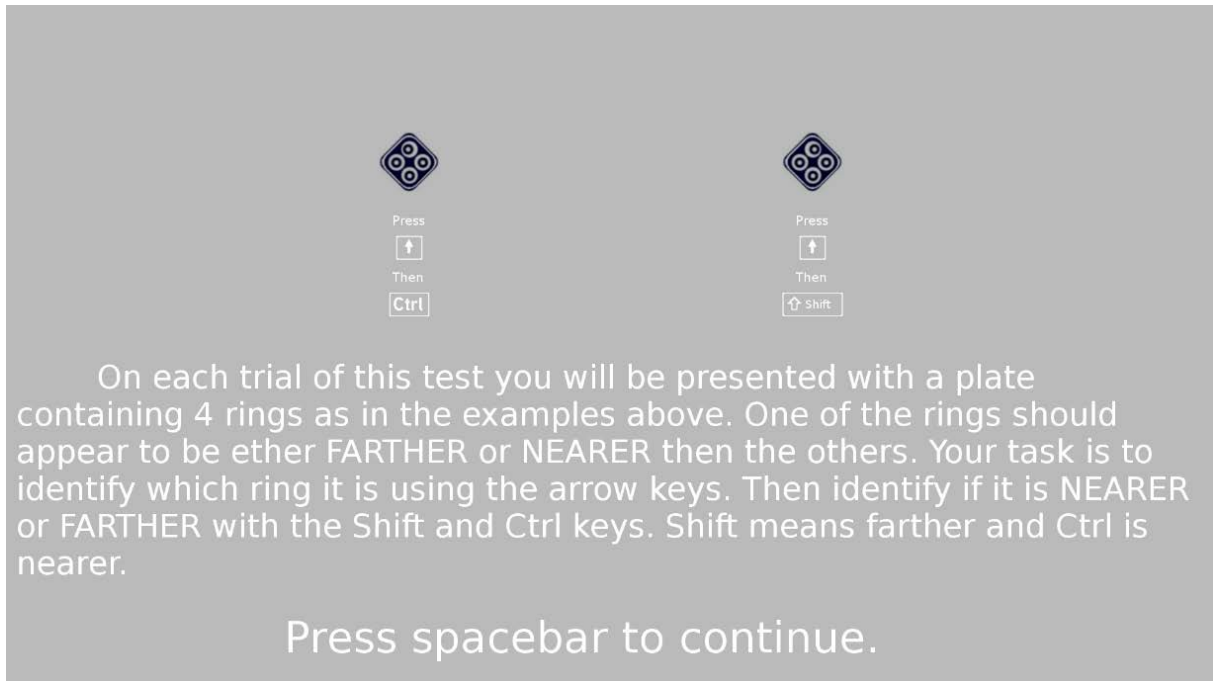 Press Press
Then Then
Ctrl Shift
On each trial of this test you will be presented with a plate
containing 4 rings as in the examples above. One of the rings should
appear to be ether FARTHER or NEARER then the others. Your task is to
identify which ring it is using the arrow keys. Then identify if it is NEARER
or FARTHER with the Shift and Ctrl keys. Shift means farther and Ctrl is
nearer.
Press spacebar to continue.